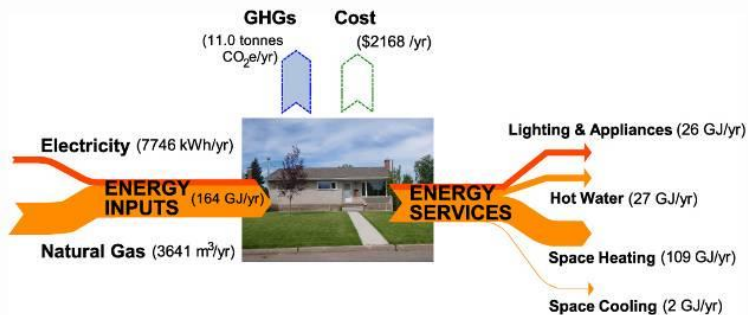 GHGs
(11.0 tonnes
CO₂e/yr)
Cost
($2168 /yr)
Electricity (7746 kWh/yr)
ENERGY
INPUTS (164 GJ/yr)
Natural Gas (3641 m³/yr)
ENERGY
SERVICES
Lighting & Appliances (26 GJ/yr)
Hot Water (27 GJ/yr)
Space Heating (109 GJ/yr)
Space Cooling (2 GJ/yr)